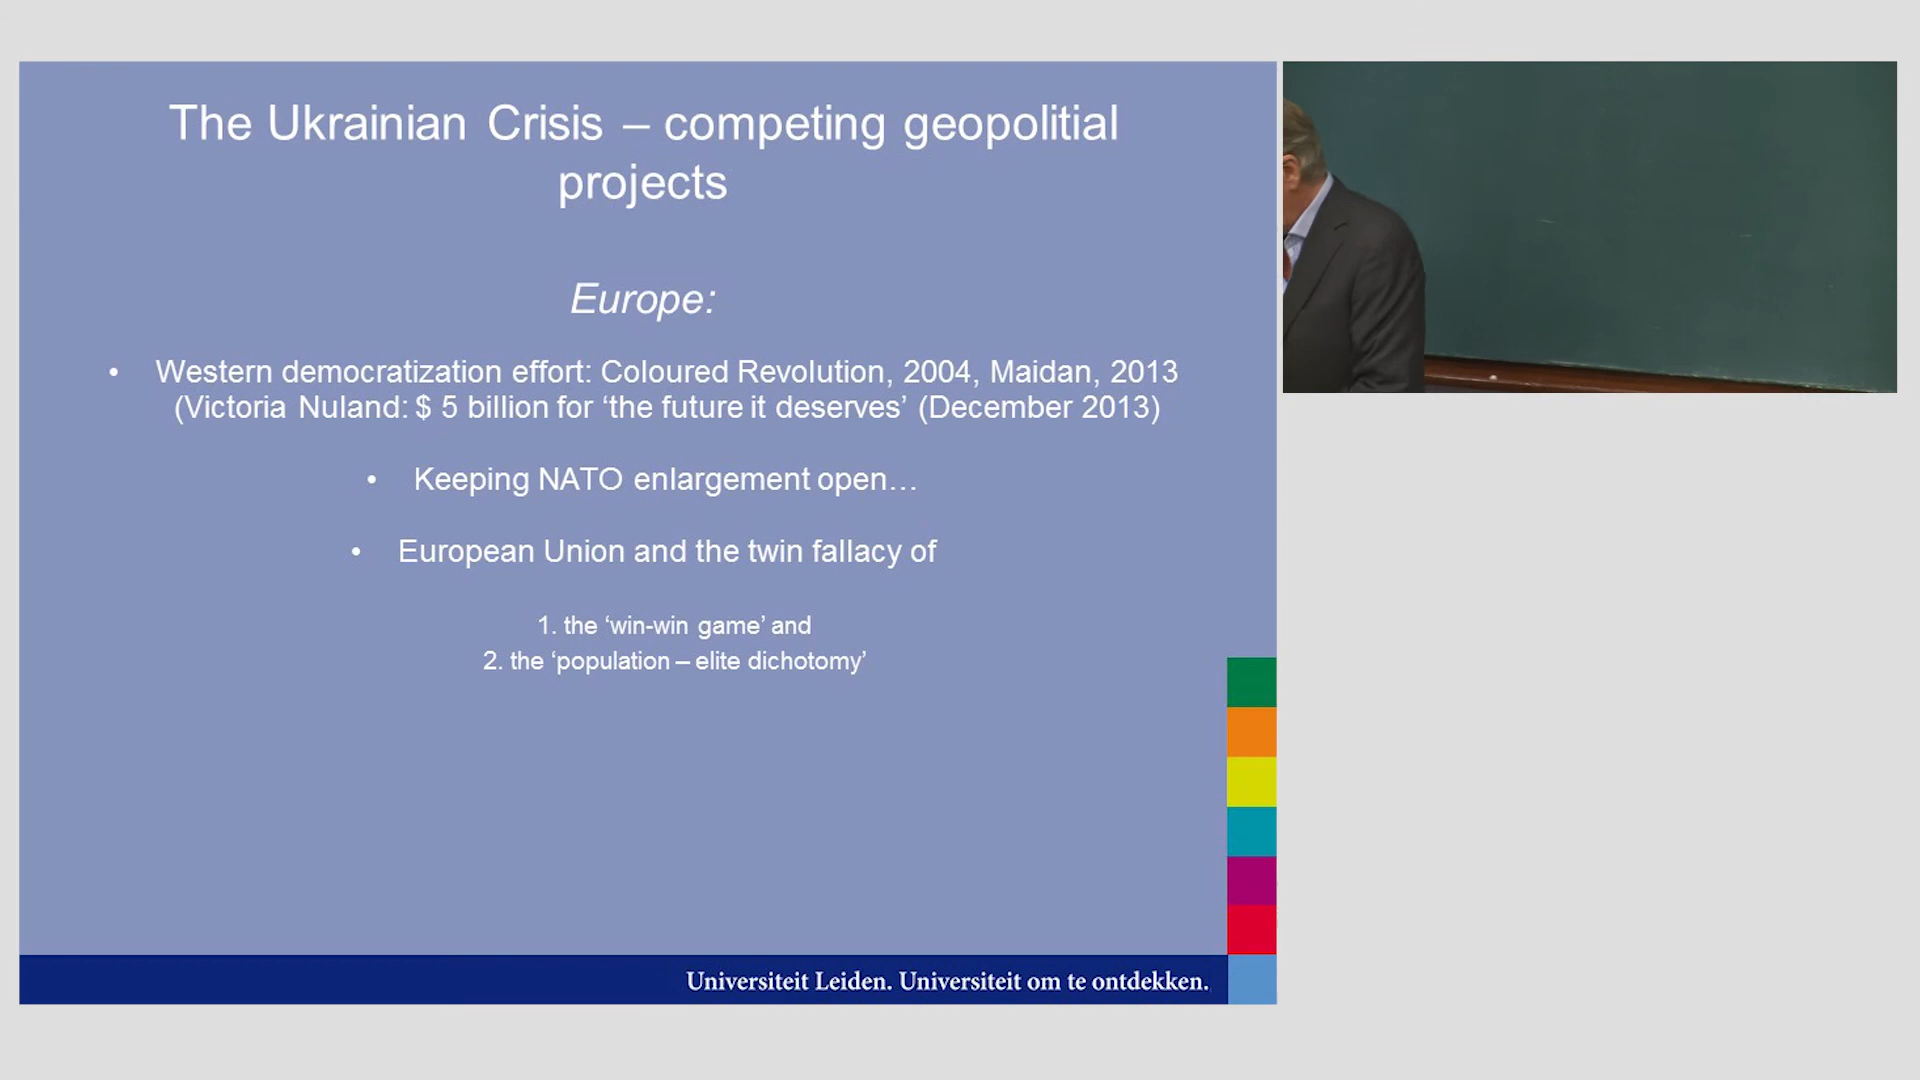 The Ukrainian Crisis – competing geopolitial
projects
Europe:
• Western democratization effort: Coloured Revolution, 2004, Maidan, 2013
(Victoria Nuland: $ 5 billion for ‘the future it deserves’ (December 2013)
• Keeping NATO enlargement open…
• European Union and the twin fallacy of
1. the ‘win-win game’ and
2. the ‘population – elite dichotomy’
Universiteit Leiden. Universiteit om te ontdekken.